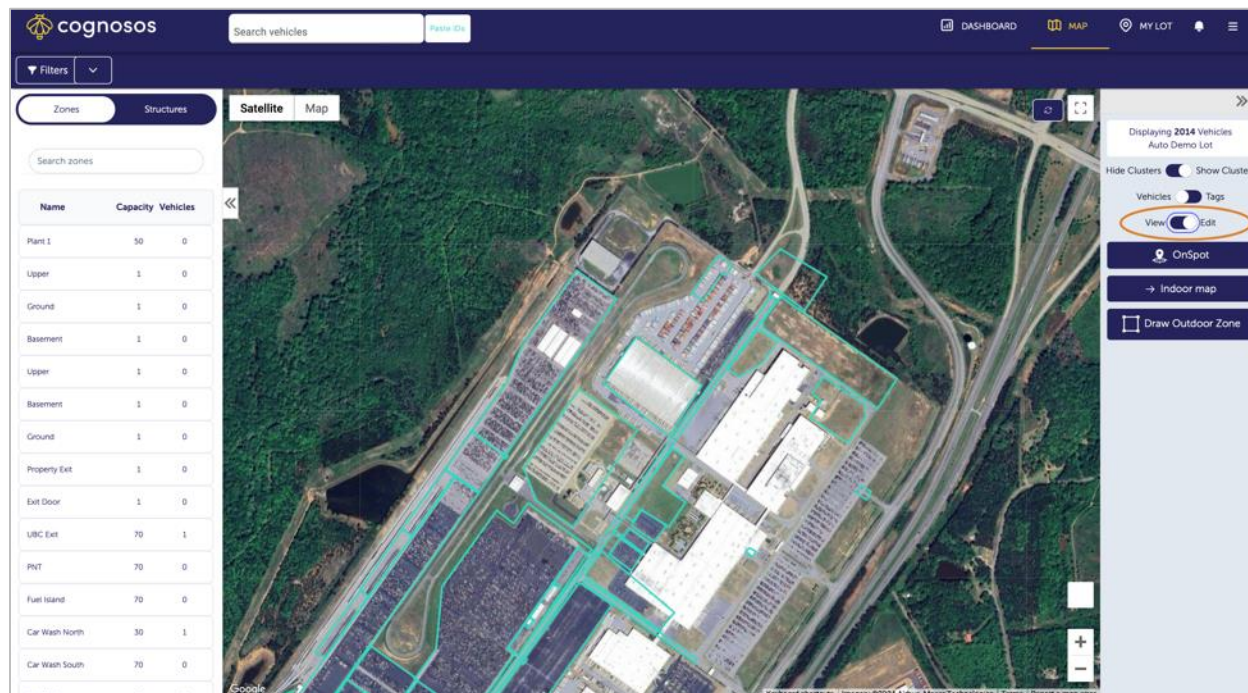 cognosos
Search vehicles
Paste IDs
DASHBOARD
MAP
MY LOT
Filters
Zones
Structures
Satellite
Map
Search zones
Name Capacity Vehicles
Plant 1 50 0
Upper 1 0
Ground 1 0
Basement 1 0
Upper 1 0
Basement 1 0
Ground 1 0
Property Exit 1 0
Exit Door 1 0
UBC Exit 70 1
PNT 70 0
Fuel Island 70 0
Car Wash North 30 1
Car Wash South 70 0
Displaying 2014 Vehicles
Auto Demo Lot
Hide Clusters Show Cluste
Vehicles Tags
View Edit
OnSpot
→ Indoor map
Draw Outdoor Zone
Google